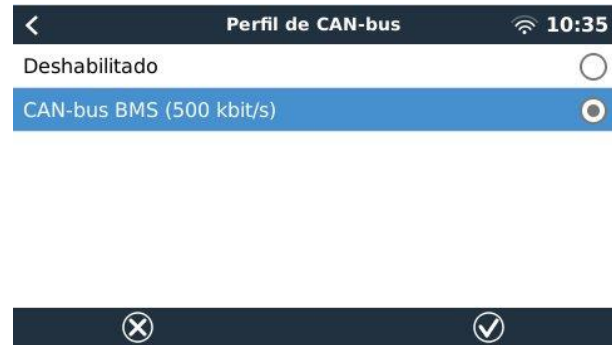 Perfil de CAN-bus 10:35
Deshabilitado
CAN-bus BMS (500 kbit/s)